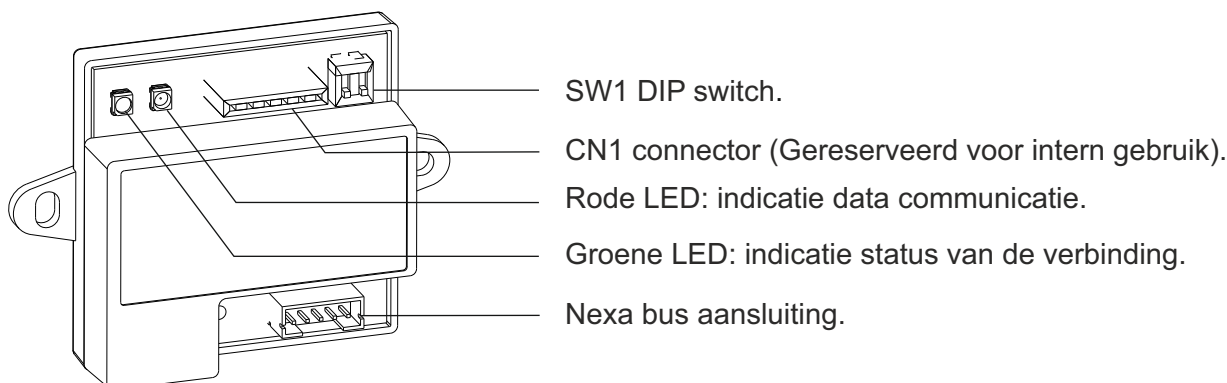 SW1 DIP switch.
CN1 connector (Gereserveerd voor intern gebruik).
Rode LED: indicatie data communicatie.
Groene LED: indicatie status van de verbinding.
Nexa bus aansluiting.